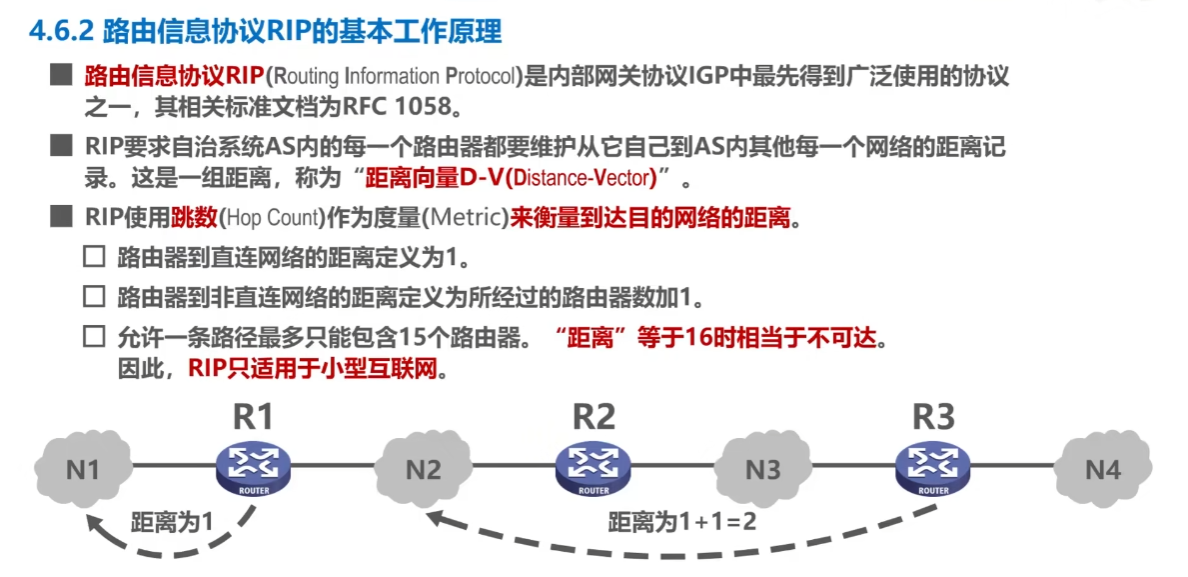 4.6.2 路由信息协议RIP的基本工作原理
路由信息协议RIP(Routing Information Protocol)是内部网关协议IGP中最先得到广泛使用的协议
之一，其相关标准文档为RFC 1058。
RIP要求自治系统AS内的每一个路由器都要维护从它自己到AS内其他每一个网络的距离记
录。这是一组距离，称为“距离向量D-V(Distance-Vector)”。
RIP使用跳数(Hop Count)作为度量(Metric)来衡量到达目的网络的距离。
路由器到直连网络的距离定义为1。
路由器到非直连网络的距离定义为所经过的路由器数加1。
允许一条路径最多只能包含15个路由器。“距离”等于16时相当于不可达。
因此，RIP只适用于小型互联网。
R1 R2 R3
N1 N2 N3 N4
ROUTER ROUTER ROUTER
距离为1 距离为1+1=2